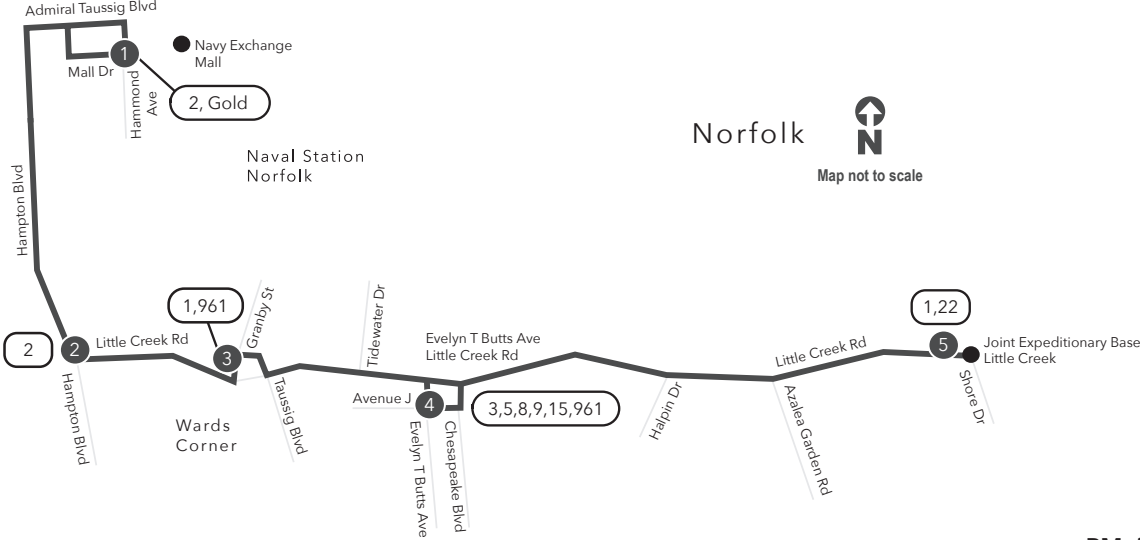 Admiral Taussig Blvd
1
Navy Exchange
Mall
Mall Dr
Hammond
Ave
2, Gold
Norfolk
N
Map not to scale
Naval Station
Norfolk
Hampton Blvd
1,961
Granby St
Tidewater Dr
1,22
2
2
Little Creek Rd
3
Evelyn T Butts Ave
Little Creek Rd
Little Creek Rd
5
Joint Expeditionary Base
Little Creek
Hampton Blvd
Wards
Corner
Taussig Blvd
Avenue J
4
3,5,8,9,15,961
Evelyn T Butts Ave
Chesapeake Blvd
Halpin Dr
Azalea Garden Rd
Shore Dr